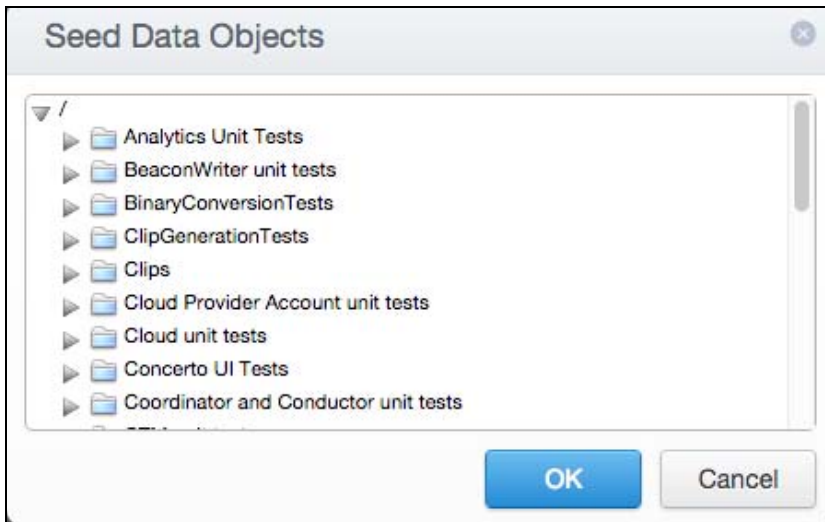 Seed Data Objects
/
Analytics Unit Tests
BeaconWriter unit tests
BinaryConversionTests
ClipGenerationTests
Clips
Cloud Provider Account unit tests
Cloud unit tests
Concerto UI Tests
Coordinator and Conductor unit tests
OK Cancel